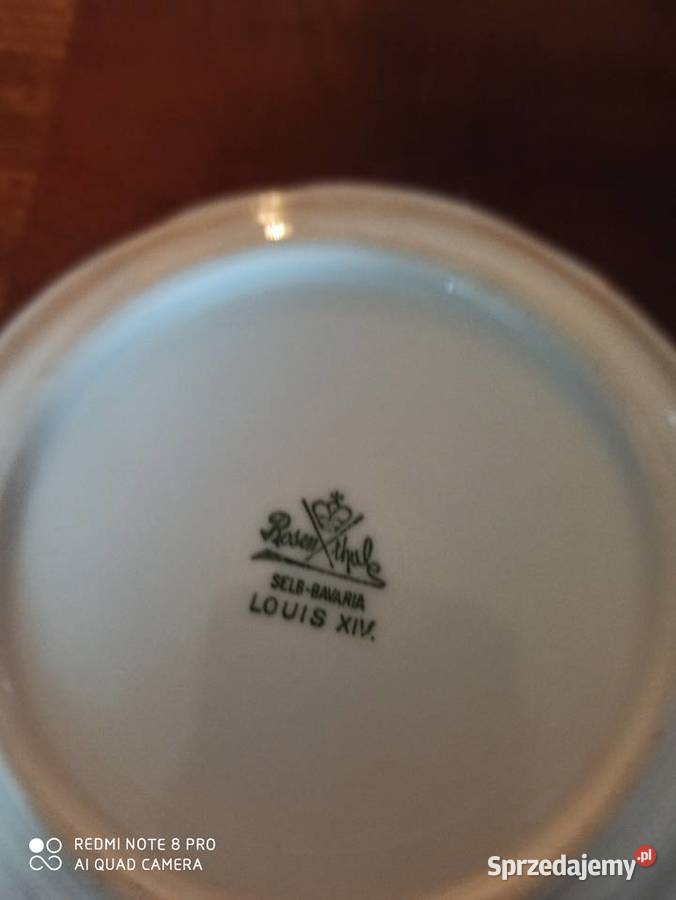 Rosenthal
SELB-BAVARIA
LOUIS XIV.
REDMI NOTE 8 PRO
AI QUAD CAMERA
Sprzedajemy.pl